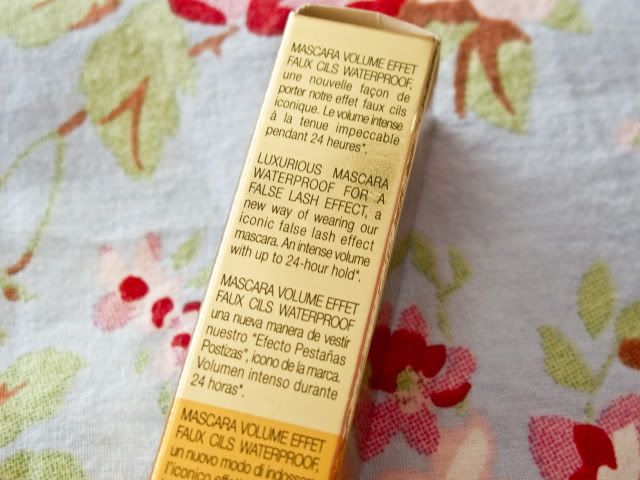 MASCARA VOLUME EFFET
FAUX CILS WATERPROOF,
une nouvelle façon de
porter notre effet faux cils
iconique. Le volume intense
à la tenue impeccable
pendant 24 heures*.
LUXURIOUS MASCARA
WATERPROOF FOR A
FALSE LASH EFFECT, a
new way of wearing our
iconic false lash effect
mascara. An intense volume
with up to 24-hour hold*.
MASCARA VOLUME EFFET
FAUX CILS WATERPROOF
una nueva manera de vestir
nuestro "Efecto Pestañas
Postizas", icono de la marca.
Volumen intenso durante
24 horas*.
MASCARA VOLUME EFFET
FAUX CILS WATERPROOF,
un nuovo modo di indossare
l'iconico